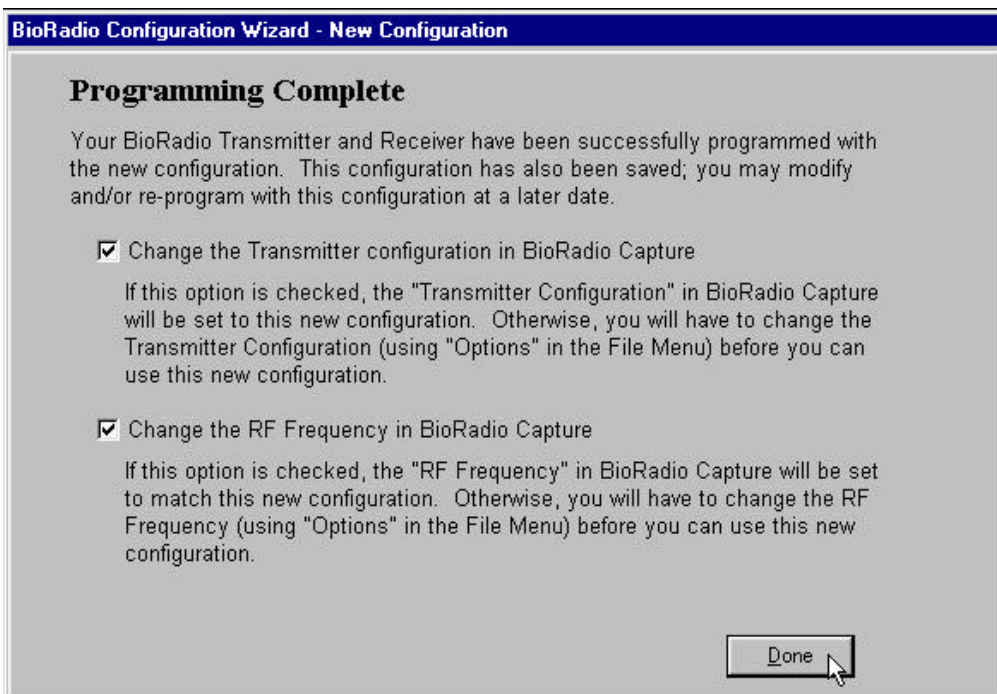 BioRadio Configuration Wizard - New Configuration
Programming Complete
Your BioRadio Transmitter and Receiver have been successfully programmed with
the new configuration. This configuration has also been saved; you may modify
and/or re-program with this configuration at a later date.
Change the Transmitter configuration in BioRadio Capture
If this option is checked, the "Transmitter Configuration" in BioRadio Capture
will be set to this new configuration. Otherwise, you will have to change the
Transmitter Configuration (using "Options" in the File Menu) before you can
use this new configuration.
Change the RF Frequency in BioRadio Capture
If this option is checked, the "RF Frequency" in BioRadio Capture will be set
to match this new configuration. Otherwise, you will have to change the RF
Frequency (using "Options" in the File Menu) before you can use this new
configuration.
Done